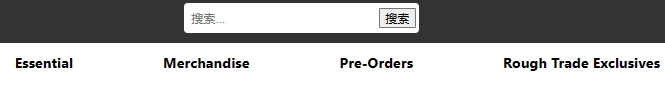 搜索... 搜索
Essential Merchandise Pre-Orders Rough Trade Exclusives